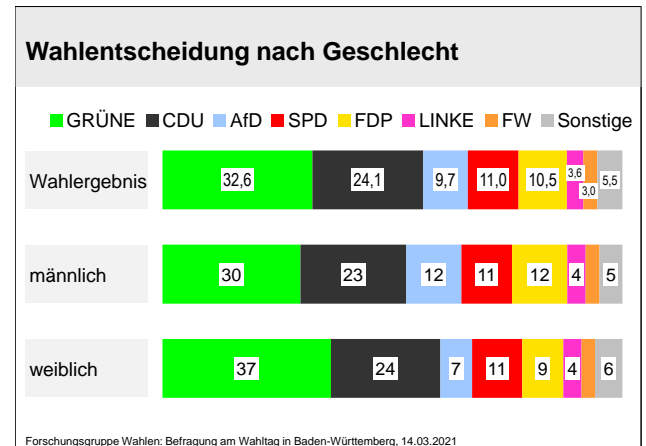 Wahlentscheidung nach Geschlecht
GRÜNE CDU AfD SPD FDP LINKE FW Sonstige
Wahlergebnis 32,6 24,1 9,7 11,0 10,5 3,6 3,0 5,5
männlich 30 23 12 11 12 4 5
weiblich 37 24 7 11 9 4 6
Forschungsgruppe Wahlen: Befragung am Wahltag in Baden-Württemberg, 14.03.2021